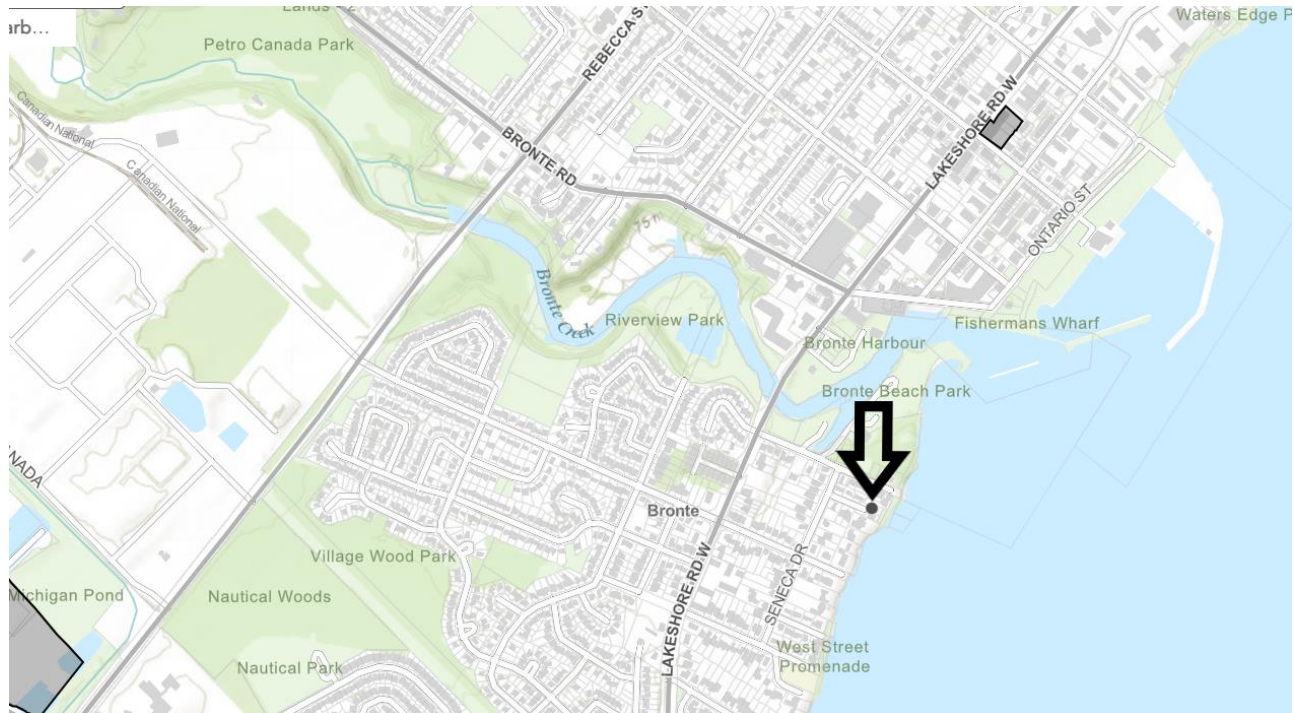 Petro Canada Park
REBECCA
Waters Edge P
arb...
Canadian National
Canadian National
BRONTE RD
LAKESHORE RD W
75 m
ONTARIO ST
Bronte Creek
Riverview Park
Fishermans Wharf
Bronte Harbour
Bronte Beach Park
NADA
Bronte
Village Wood Park
SENECA DR
Michigan Pond
Nautical Woods
LAKESHORE RD W
West Street
Promenade
Nautical Park